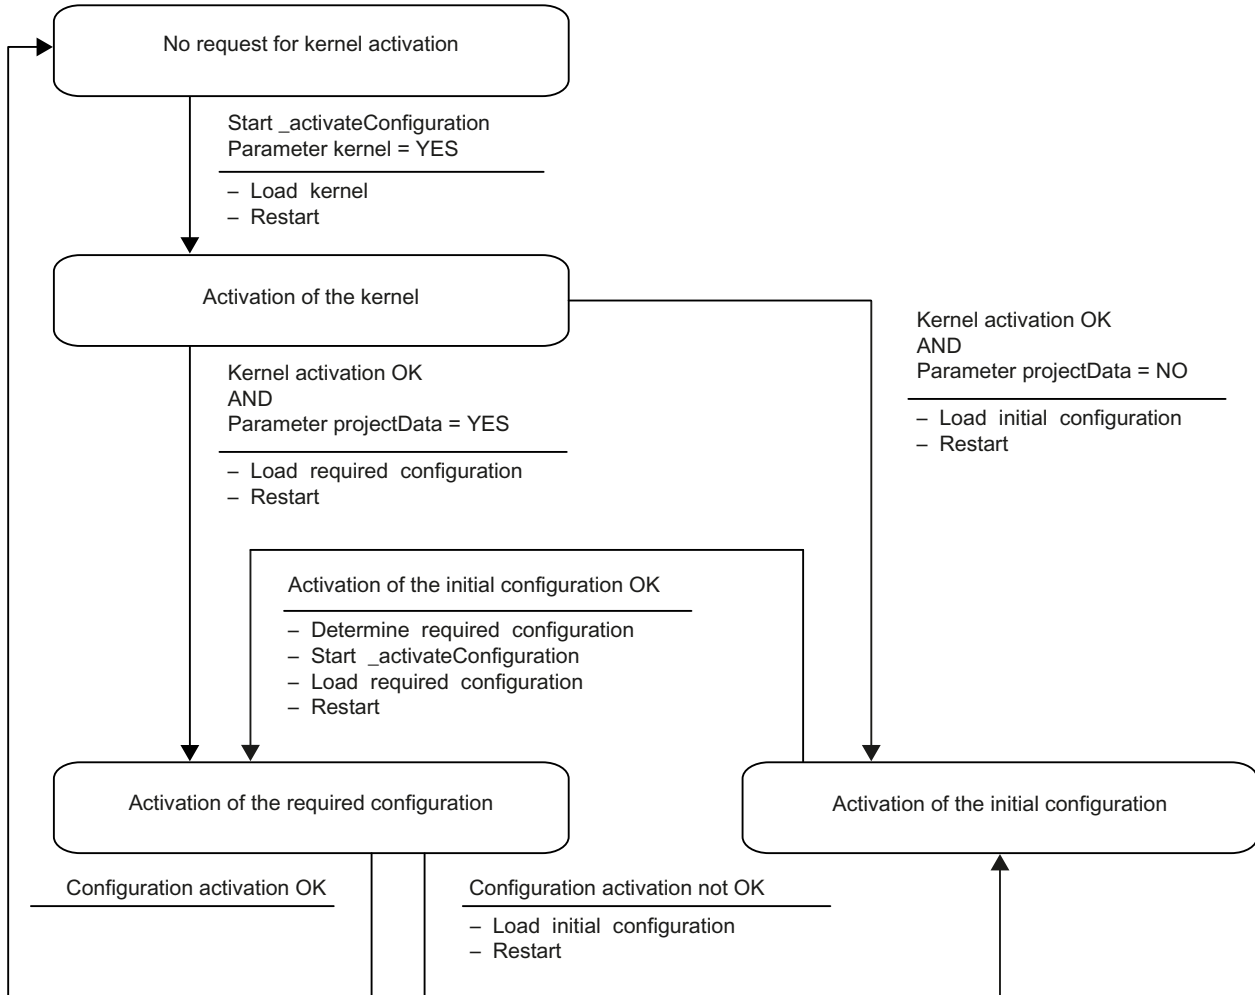 No request for kernel activation
Start _activateConfiguration
Parameter kernel = YES
– Load kernel
– Restart
Activation of the kernel
Kernel activation OK
AND
Parameter projectData = NO
– Load initial configuration
– Restart
Kernel activation OK
AND
Parameter projectData = YES
– Load required configuration
– Restart
Activation of the initial configuration OK
– Determine required configuration
– Start _activateConfiguration
– Load required configuration
– Restart
Activation of the required configuration
Activation of the initial configuration
Configuration activation OK
Configuration activation not OK
– Load initial configuration
– Restart